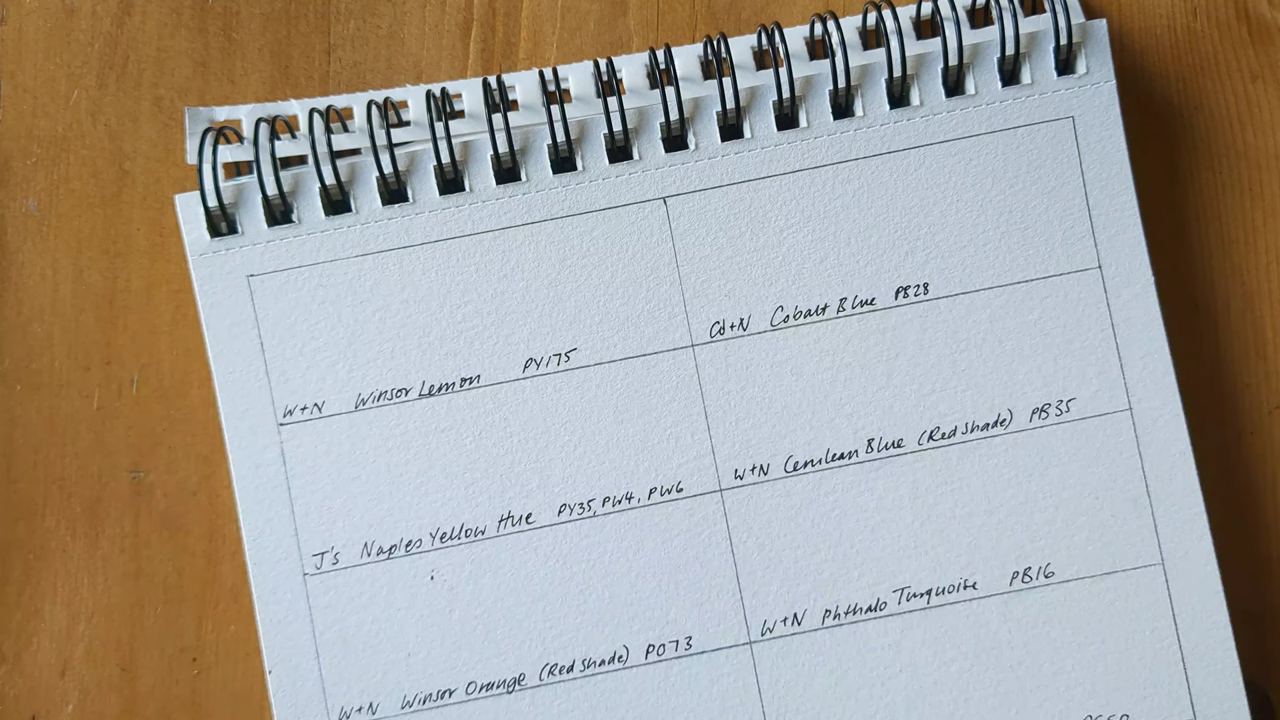 W+N Winsor Lemon PY175
W+N Cobalt Blue PB28
J's Naples Yellow Hue PY35, PW4, PW6
W+N Cerulean Blue (Red Shade) PB35
W+N Winsor Orange (Red Shade) PO73
W+N Phthalo Turquoise PB16